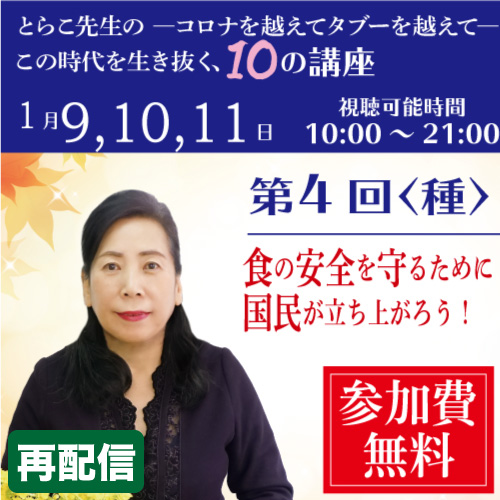 とらこ先生の ―コロナを越えてタブーを越えて―
この時代を生き抜く、10の講座
1月9,10,11日
視聴可能時間
10:00 ～ 21:00
第4回〈種〉
食の安全を守るために
国民が立ち上がろう！
参加費
無料
再配信